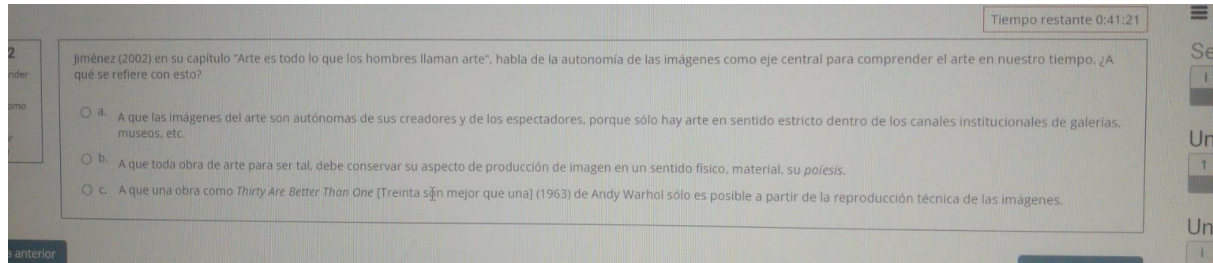 Tiempo restante 0:41:21
2
nder
omo
r
Jiménez (2002) en su capítulo "Arte es todo lo que los hombres llaman arte", habla de la autonomía de las imágenes como eje central para comprender el arte en nuestro tiempo. ¿A
qué se refiere con esto?
a. A que las imágenes del arte son autónomas de sus creadores y de los espectadores, porque sólo hay arte en sentido estricto dentro de los canales institucionales de galerías,
museos, etc.
b. A que toda obra de arte para ser tal, debe conservar su aspecto de producción de imagen en un sentido físico, material, su poíesis.
c. A que una obra como Thirty Are Better Than One [Treinta son mejor que una] (1963) de Andy Warhol sólo es posible a partir de la reproducción técnica de las imágenes.
anterior
Se
i
Un
1
Un
i